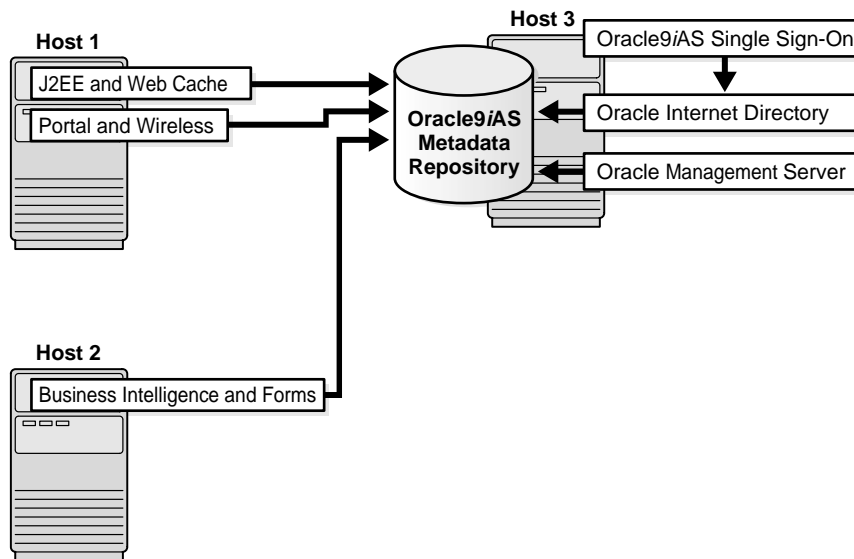 Host 1
J2EE and Web Cache
Portal and Wireless
Oracle9iAS
Metadata
Repository
Host 3
Oracle9iAS Single Sign-On
Oracle Internet Directory
Oracle Management Server
Host 2
Business Intelligence and Forms